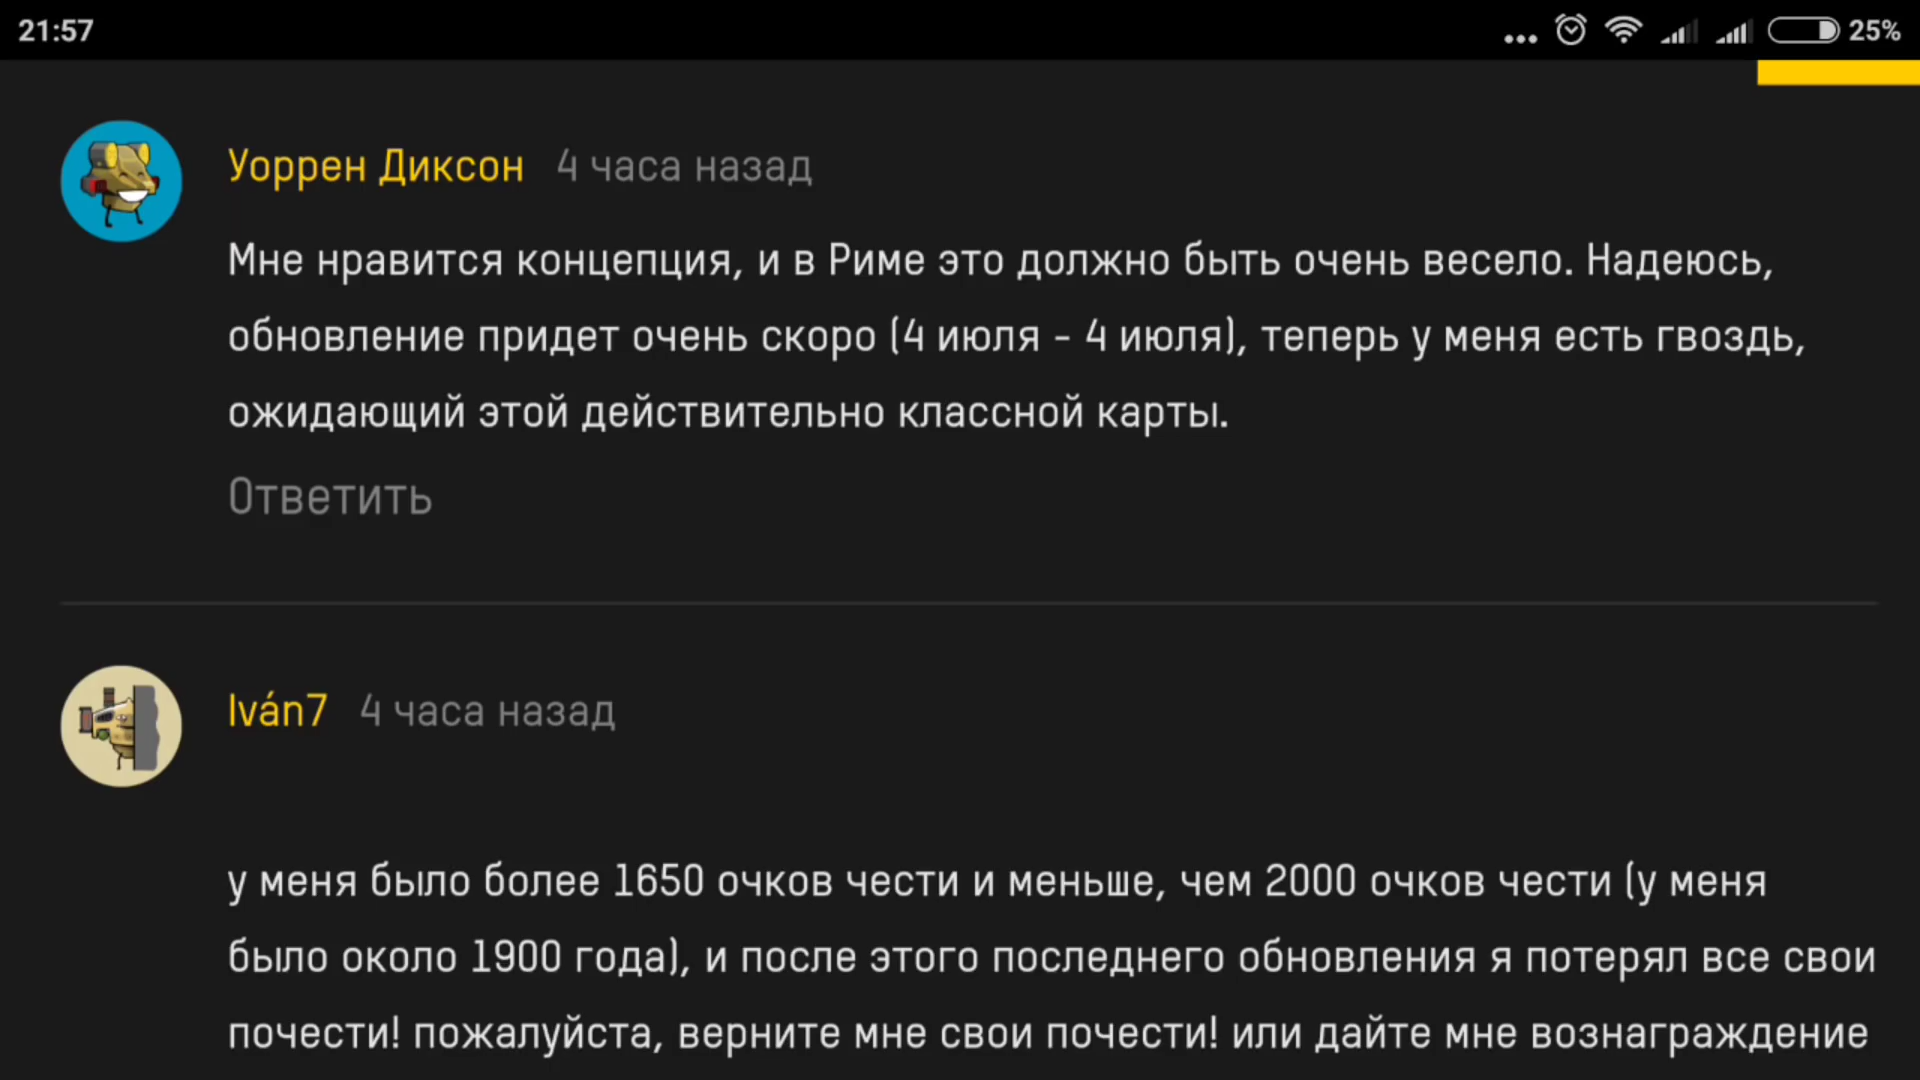 21:57
25%
Уоррен Диксон 4 часа назад
Мне нравится концепция, и в Риме это должно быть очень весело. Надеюсь,
обновление придет очень скоро (4 июля - 4 июля), теперь у меня есть гвоздь,
ожидающий этой действительно классной карты.
Ответить
Iván7 4 часа назад
у меня было более 1650 очков чести и меньше, чем 2000 очков чести (у меня
было около 1900 года), и после этого последнего обновления я потерял все свои
почести! пожалуйста, верните мне свои почести! или дайте мне вознаграждение